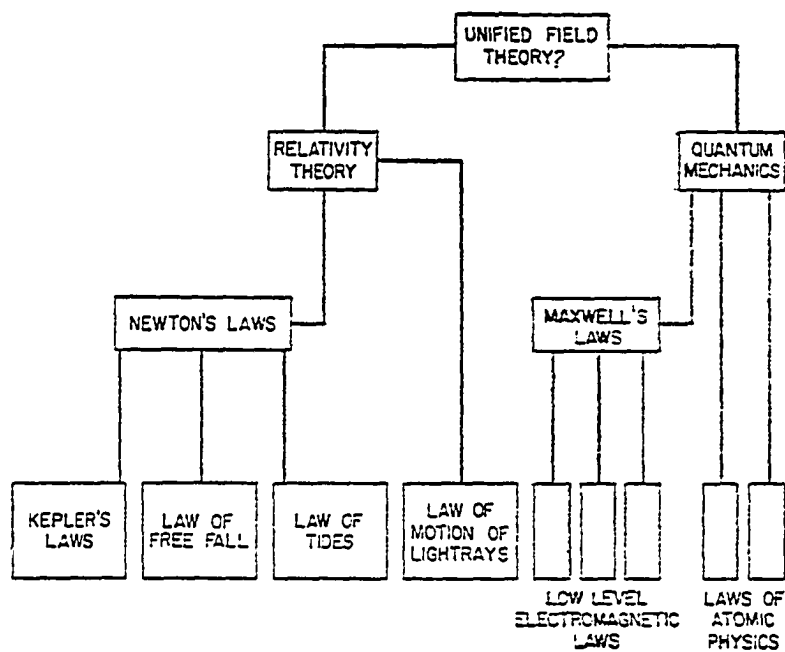 UNIFIED FIELD
THEORY?
RELATIVITY
THEORY
QUANTUM
MECHANICS
NEWTON'S LAWS
MAXWELL'S
LAWS
KEPLER'S
LAWS
LAW OF
FREE FALL
LAW OF
TIDES
LAW OF
MOTION OF
LIGHTRAYS
LOW LEVEL
ELECTROMAGNETIC
LAWS
LAWS OF
ATOMIC
PHYSICS